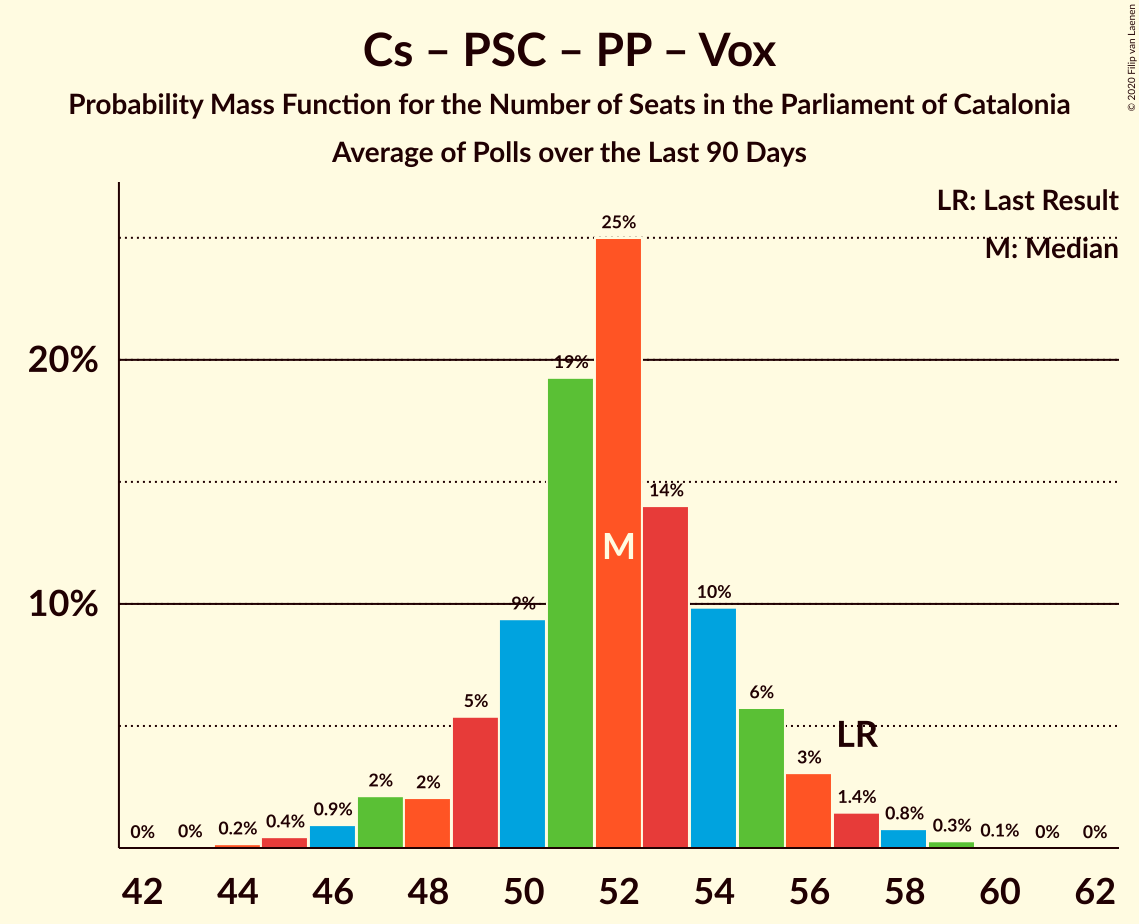 Cs – PSC – PP – Vox
Probability Mass Function for the Number of Seats in the Parliament of Catalonia
Average of Polls over the Last 90 Days
© 2020 Filip van Laenen
LR: Last Result
M: Median
25%
20%
19%
14%
M
10%
9%
10%
5%
6%
LR
0%
0%
0.2%
0.4%
0.9%
2%
2%
3%
1.4%
0.8%
0.3%
0.1%
0%
0%
42 44 46 48 50 52 54 56 58 60 62